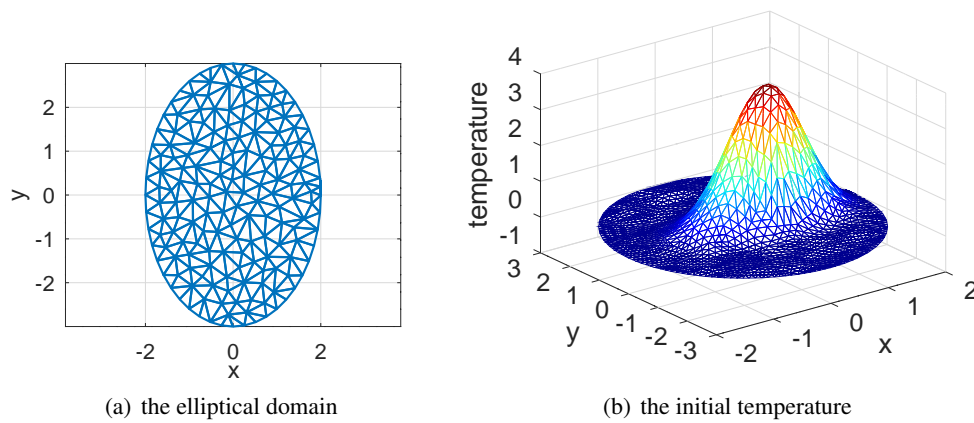 y
2
1
0
-1
-2
-2 0 2
x
(a) the elliptical domain
temperature
4
3
2
1
0
-1
3
2
1
0
-1
-2
-3
y
-2
-1
0
1
2
x
(b) the initial temperature